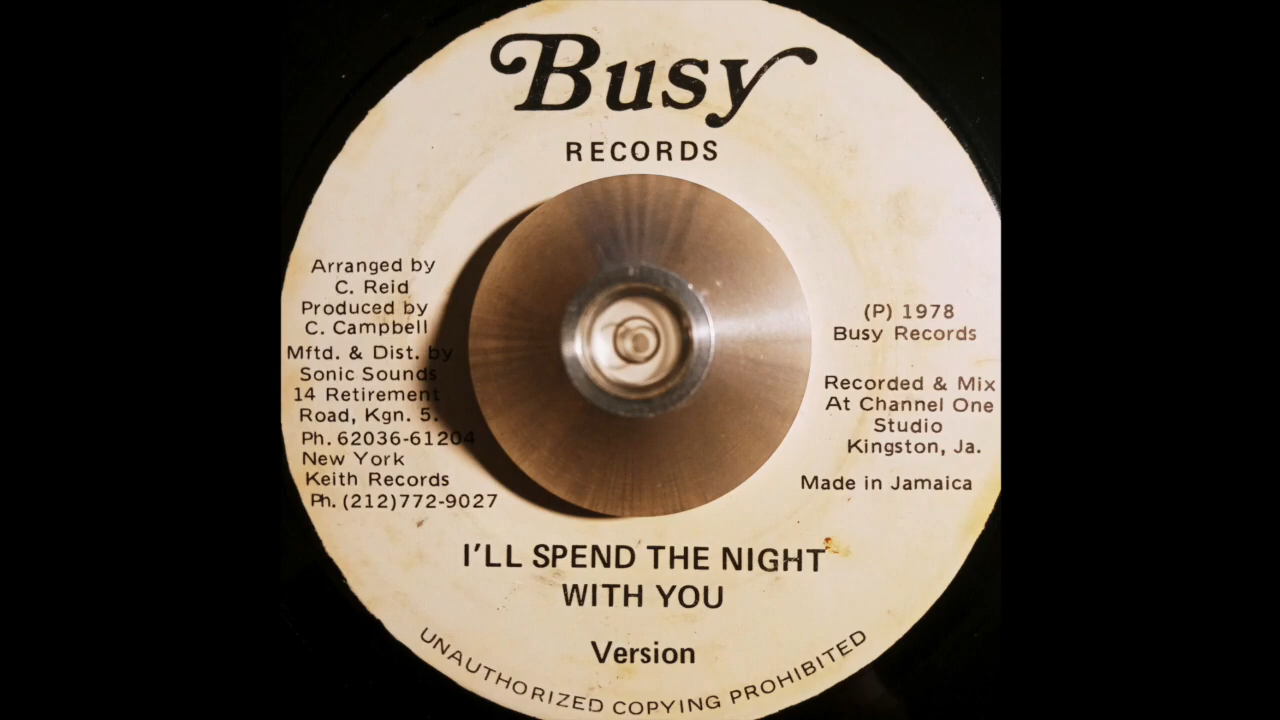 Busy
RECORDS
Arranged by
C. Reid
Produced by
C. Campbell
Mftd. & Dist. by
Sonic Sounds
14 Retirement
Road, Kgn. 5.
Ph. 62036-61204
New York
Keith Records
Ph. (212)772-9027
(P) 1978
Busy Records
Recorded & Mix
At Channel One
Studio
Kingston, Ja.
Made in Jamaica
I'LL SPEND THE NIGHT
WITH YOU
Version
UNAUTHORIZED COPYING PROHIBITED